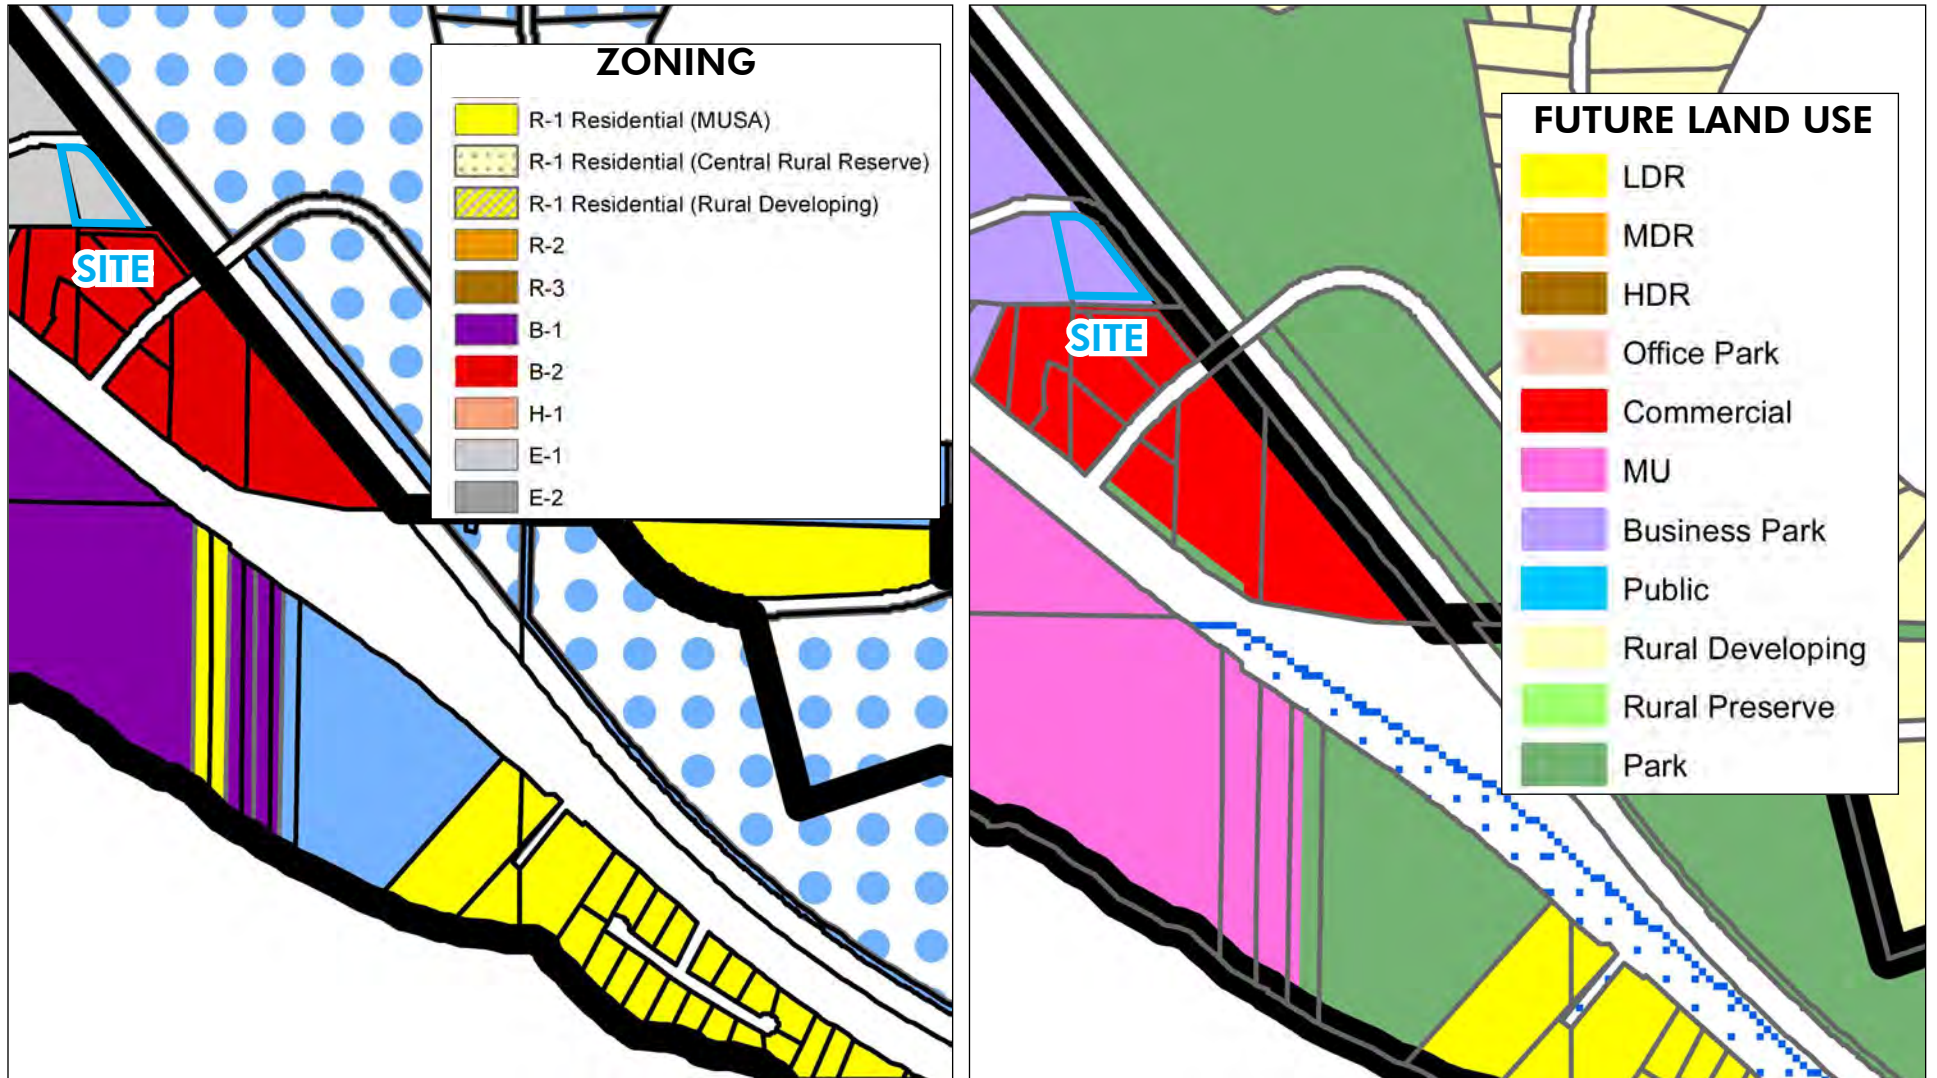 ZONING
R-1 Residential (MUSA)
R-1 Residential (Central Rural Reserve)
R-1 Residential (Rural Developing)
R-2
R-3
B-1
B-2
H-1
E-1
E-2
SITE
FUTURE LAND USE
LDR
MDR
HDR
Office Park
Commercial
MU
Business Park
Public
Rural Developing
Rural Preserve
Park
SITE